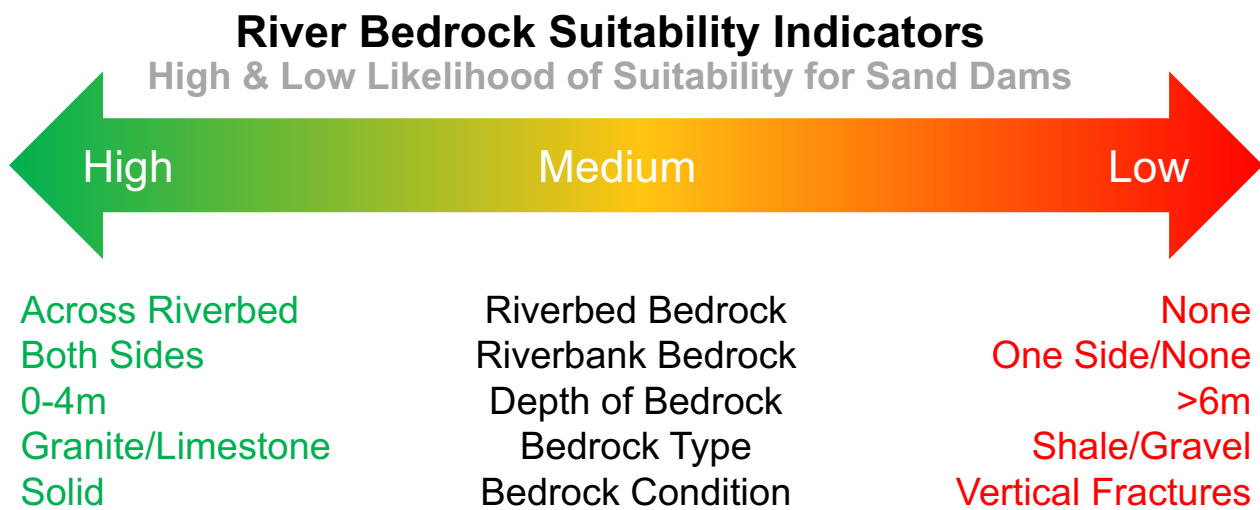 River Bedrock Suitability Indicators
High & Low Likelihood of Suitability for Sand Dams
High Medium Low
Across Riverbed Riverbed Bedrock None
Both Sides Riverbank Bedrock One Side/None
0-4m Depth of Bedrock >6m
Granite/Limestone Bedrock Type Shale/Gravel
Solid Bedrock Condition Vertical Fractures